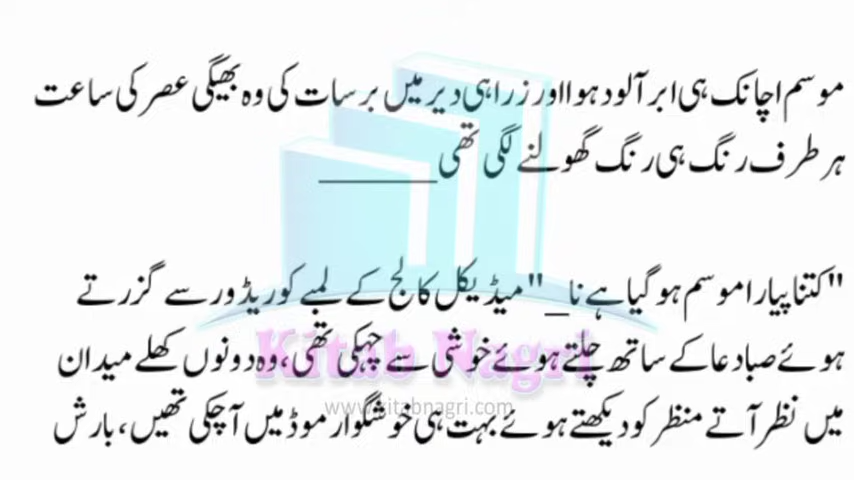 موسم اچانک ہی ابر آلود ہوا اور زرا ہی دیر میں برسات کی وہ بھیگی عصر کی ساعت
ہر طرف رنگ ہی رنگ گھولنے لگی تھی__________
"کتنا پیارا موسم ہو گیا ہے نا__" میڈیکل کالج کے لمبے کوریڈور سے گزرتے
ہوئے صبا دعا کے ساتھ چلتے ہوئے خوشی سے چہکی تھی، وہ دونوں کھلے میدان
Kitab Nagri
www.kitabnagri.com
میں نظر آتے منظر کو دیکھتے ہوئے بہت ہی خوشگوار موڈ میں آچکی تھیں، بارش